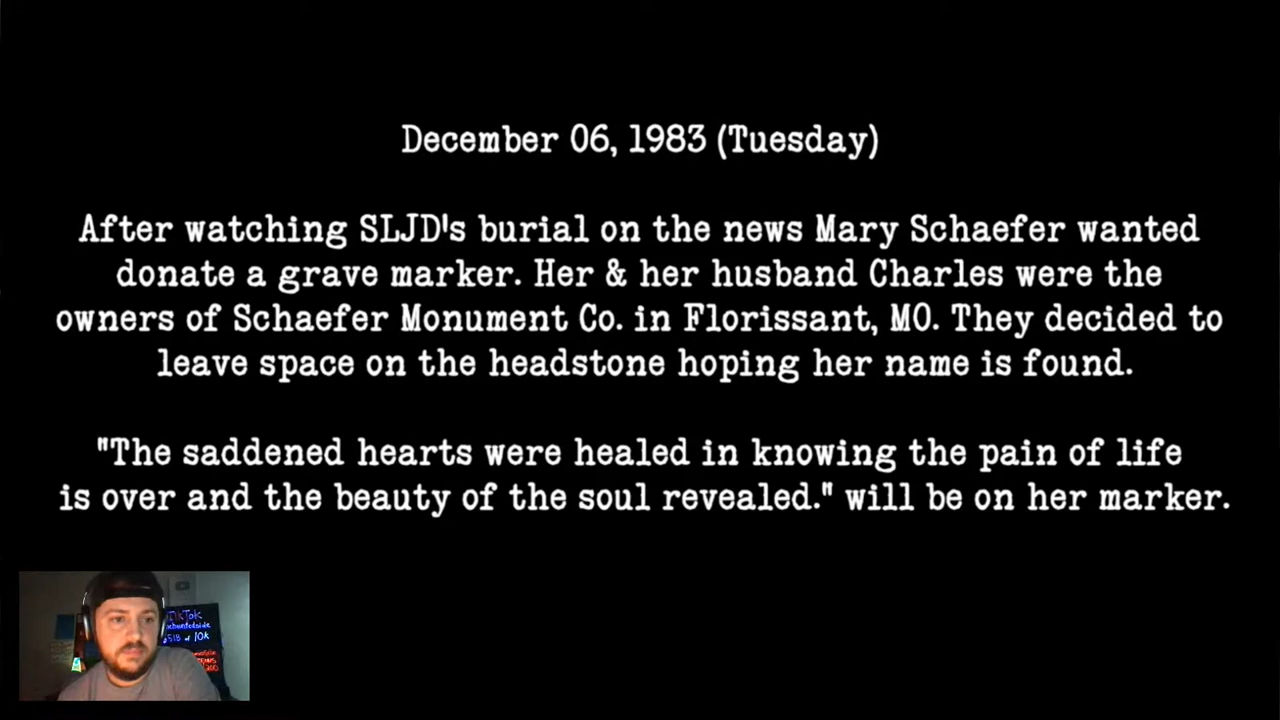 December 06, 1983 (Tuesday)
After watching SLJD's burial on the news Mary Schaefer wanted
donate a grave marker. Her & her husband Charles were the
owners of Schaefer Monument Co. in Florissant, MO. They decided to
leave space on the headstone hoping her name is found.
"The saddened hearts were healed in knowing the pain of life
is over and the beauty of the soul revealed." will be on her marker.
TikTok
of 10k